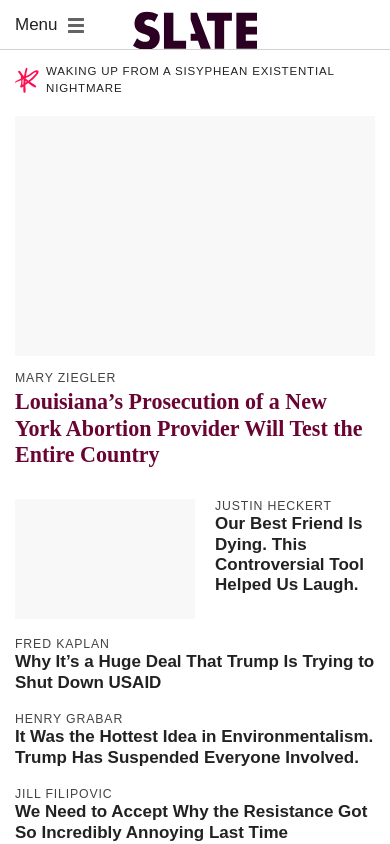 Menu
SLATE
WAKING UP FROM A SISYPHEAN EXISTENTIAL
NIGHTMARE
MARY ZIEGLER
Louisiana’s Prosecution of a New
York Abortion Provider Will Test the
Entire Country
JUSTIN HECKERT
Our Best Friend Is
Dying. This
Controversial Tool
Helped Us Laugh.
FRED KAPLAN
Why It’s a Huge Deal That Trump Is Trying to
Shut Down USAID
HENRY GRABAR
It Was the Hottest Idea in Environmentalism.
Trump Has Suspended Everyone Involved.
JILL FILIPOVIC
We Need to Accept Why the Resistance Got
So Incredibly Annoying Last Time